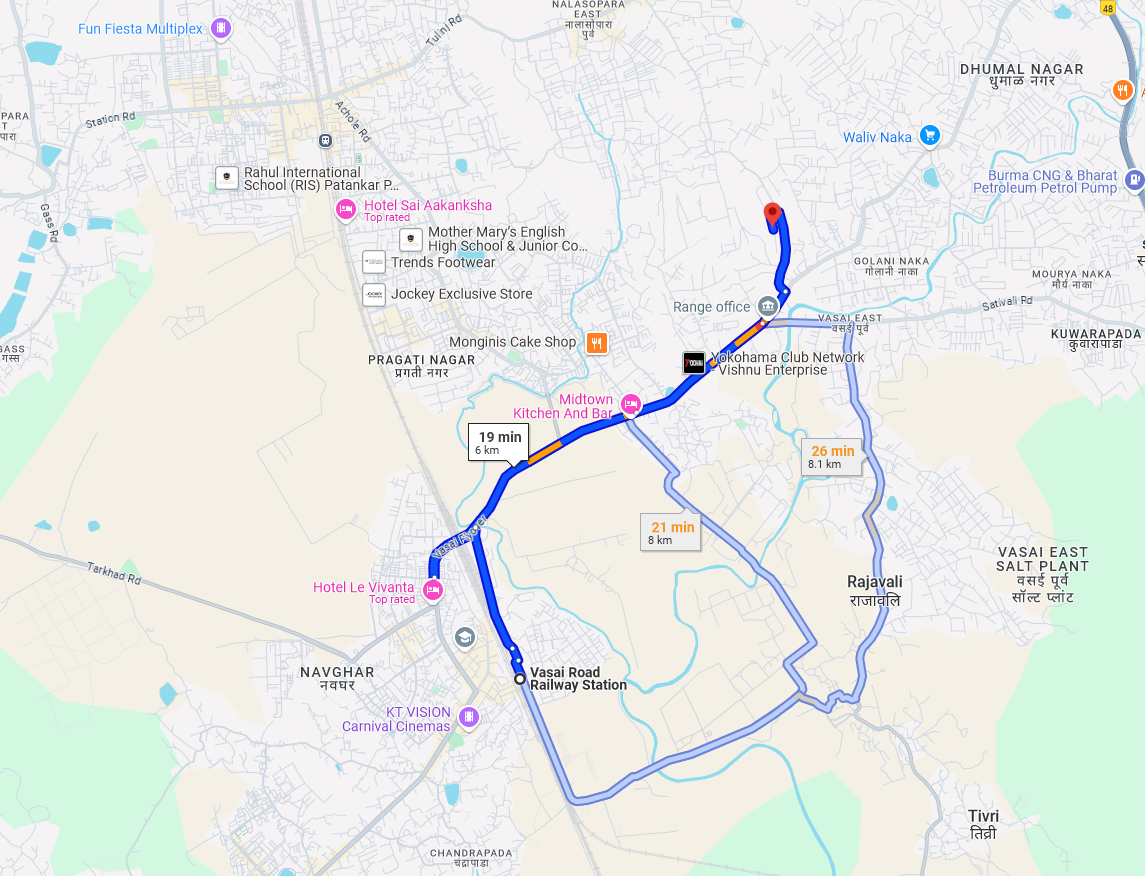 NALASOPARA
EAST
नालासोपारा
पुर्व
48
Fun Fiesta Multiplex
Tulinj Rd
DHUMAL NAGAR
धुमाळ नगर
Station Rd
Achole Rd
Waliv Naka
Rahul International
School (RIS) Patankar P...
Burma CNG & Bharat
Petroleum Petrol Pump
Gass Rd
Hotel Sai Aakanksha
Top rated
Mother Mary's English
High School & Junior Co...
Trends Footwear
GOLANI NAKA
गोलानी नाका
MOURYA NAKA
मौर्य नाका
Jockey Exclusive Store
Range office
Sativali Rd
VASAI EAST
वसई पूर्व
KUWARAPADA
कुवारापाडा
Monginis Cake Shop
PRAGATI NAGAR
प्रगती नगर
GASS
गास्स
Yokohama Club Network
- Vishnu Enterprise
Midtown
Kitchen And Bar
19 min
6 km
26 min
8.1 km
21 min
8 km
Vasai Flyover
VASAI EAST
SALT PLANT
वसई पूर्व
सॉल्ट प्लांट
Tarkhad Rd
Hotel Le Vivanta
Top rated
Rajavali
राजावलि
NAVGHAR
नवघर
Vasai Road
Railway Station
KT VISION
Carnival Cinemas
Tivri
तिव्री
CHANDRAPADA
चंद्रापाडा